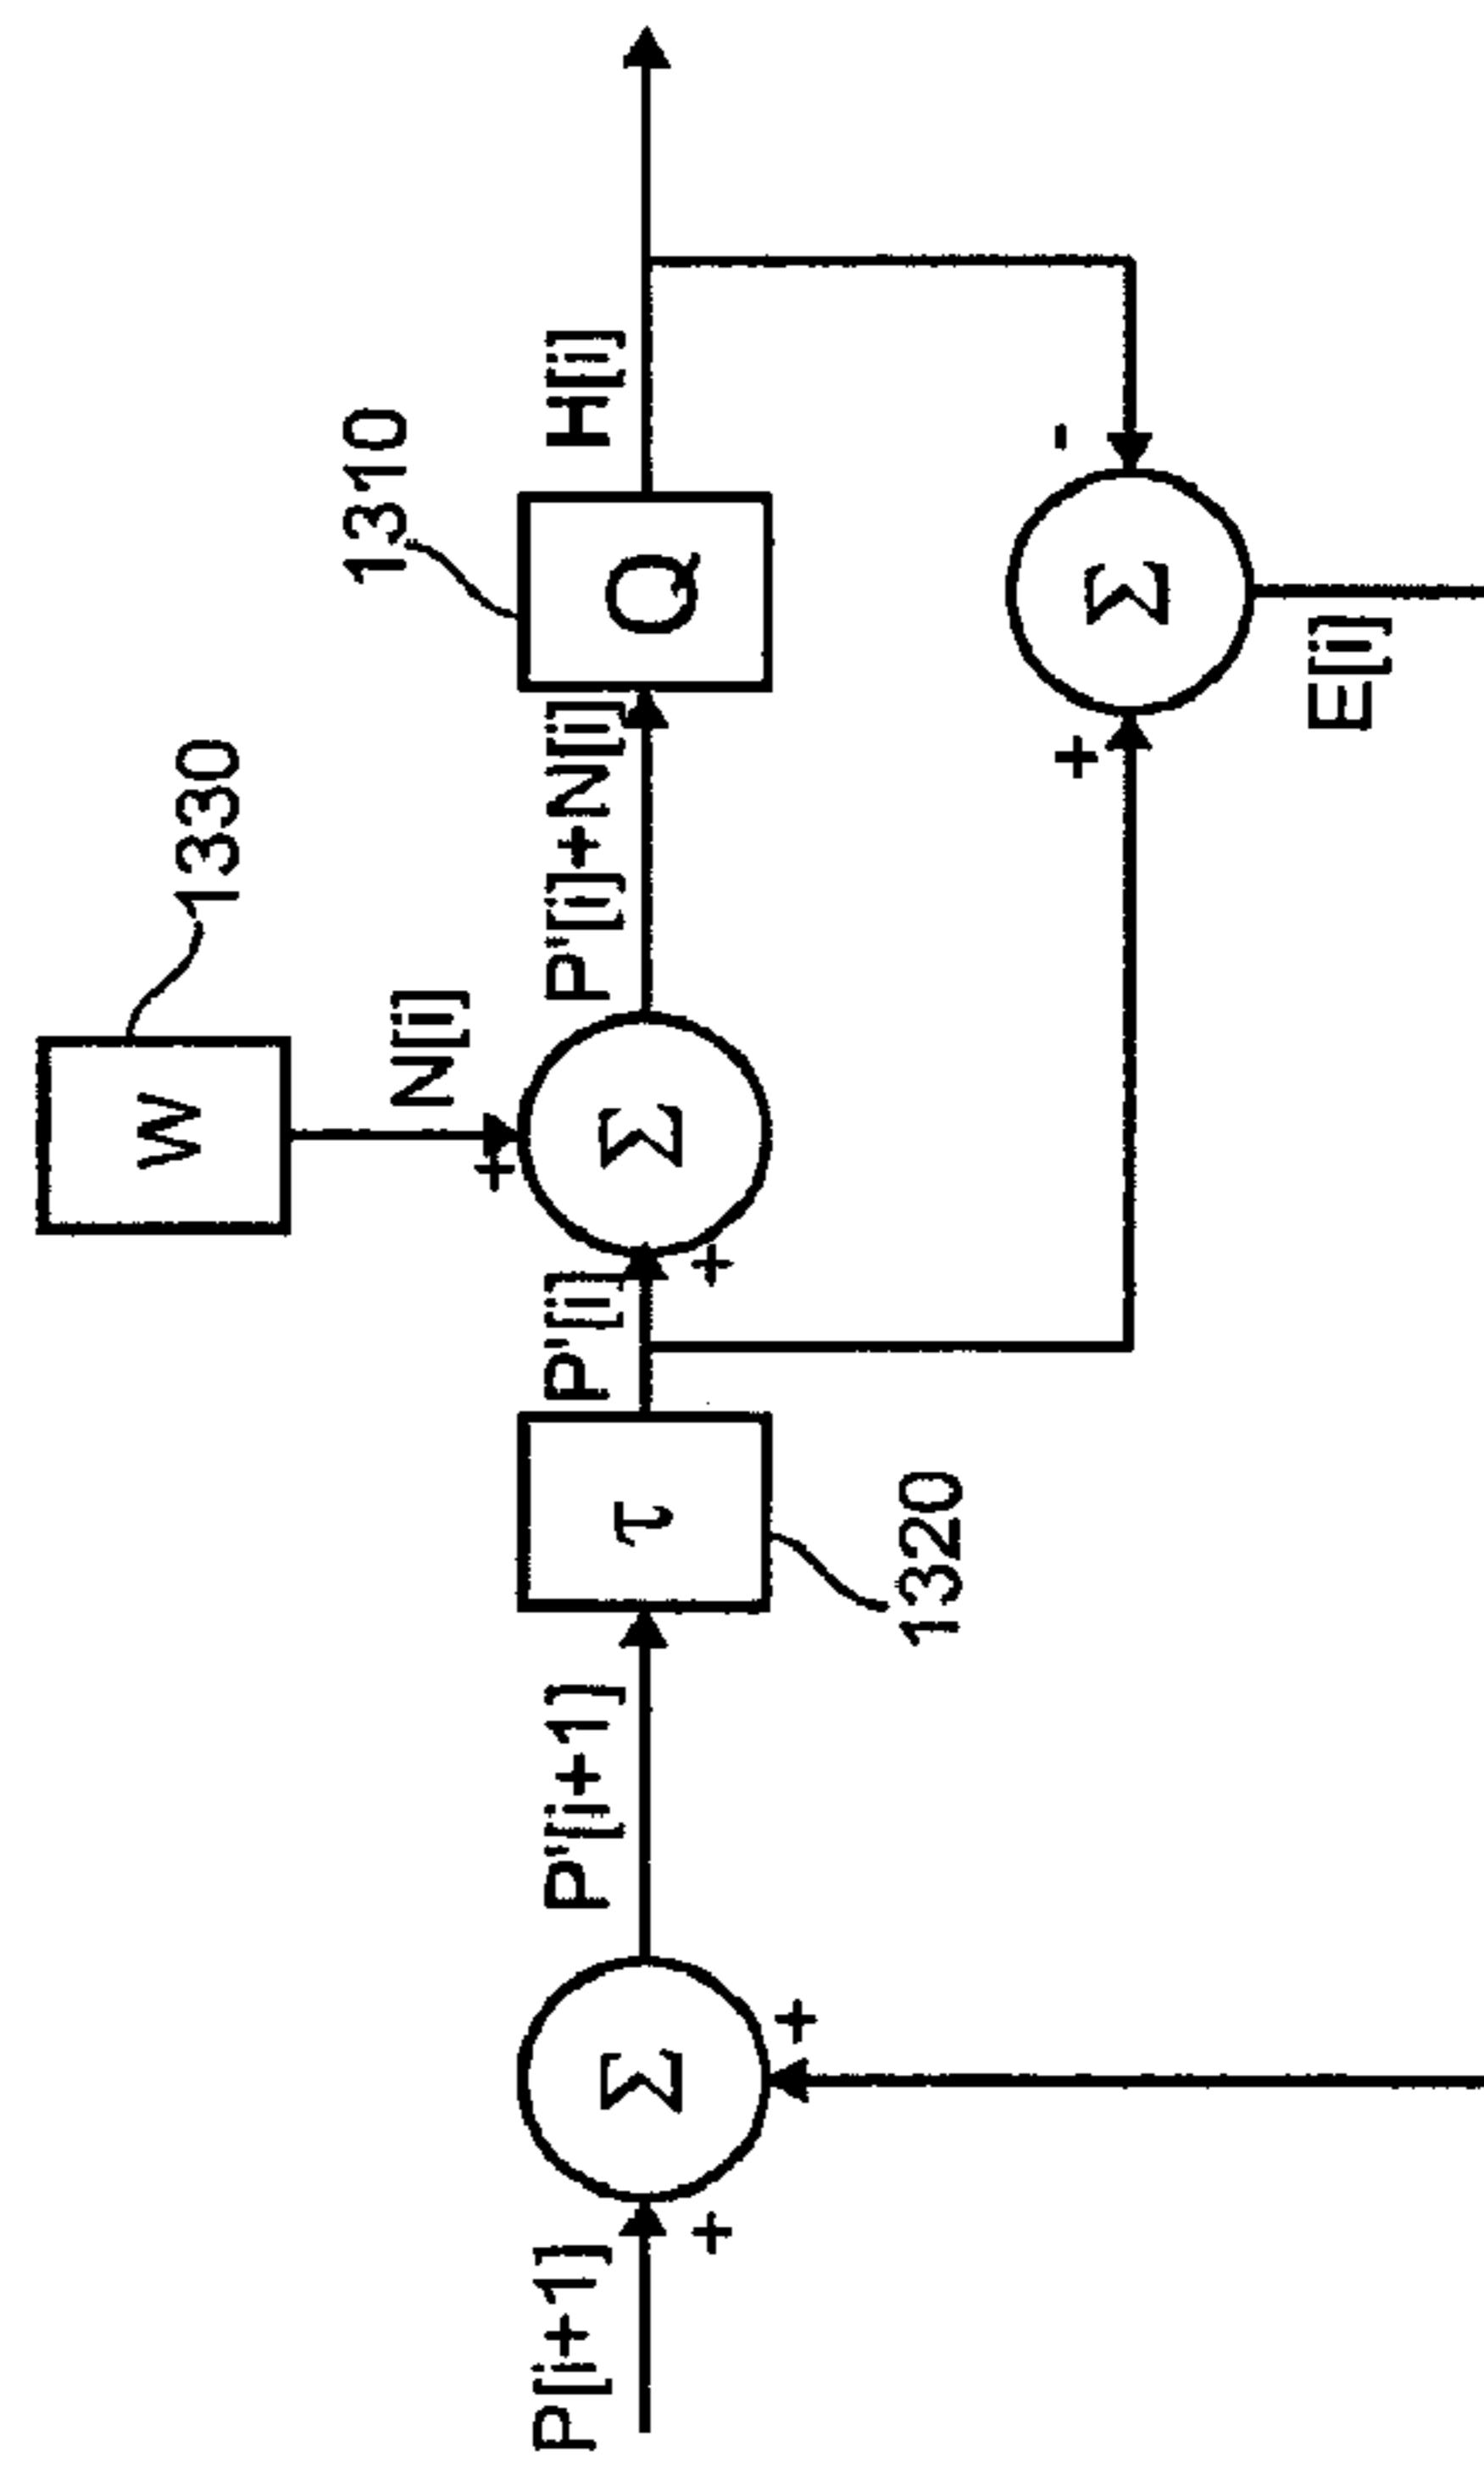 1330
W
1310
N[i]
P[i+1]
+
Σ
+
P'[i+1]
τ
1320
P'[i]
+
+
Σ
P'[i]+N[i]
Q
H[i]
+
-
Σ
E[i]